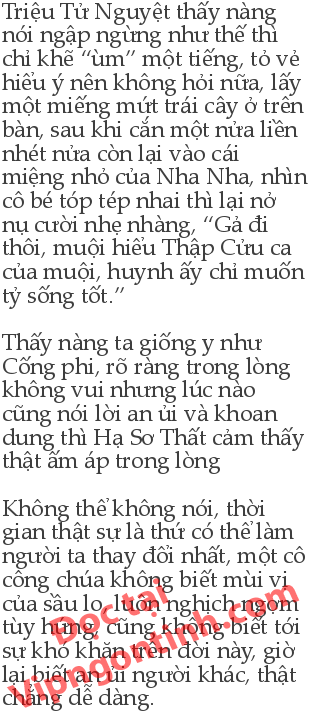 Triệu Tử Nguyệt thấy nàng
nói ngập ngừng như thế thì
chỉ khẽ “ùm” một tiếng, tỏ vẻ
hiểu ý nên không hỏi nữa, lấy
một miếng mứt trái cây ở trên
bàn, sau khi cắn một nửa liền
nhét nửa còn lại vào cái
miệng nhỏ của Nha Nha, nhìn
cô bé tóp tép nhai thì lại nở
nụ cười nhẹ nhàng, “Gả đi
thôi, muội hiểu Thập Cửu ca
của muội, huynh ấy chỉ muốn
tỷ sống tốt.”

Thấy nàng ta giống y như
Cống phi, rõ ràng trong lòng
không vui nhưng lúc nào
cũng nói lời an ủi và khoan
dung thì Hạ Sơ Thất cảm thấy
thật ấm áp trong lòng

Không thể không nói, thời
gian thật sự là thứ có thể làm
người ta thay đổi nhất, một cô
công chúa không biết mùi vị
của sầu lo, luôn nghịch ngợm
tùy hứng, cũng không biết tới
sự khó khăn trên đời này, giờ
lại biết an ủi người khác, thật
chẳng dễ dàng.
Đọc tại
Vipngontinh.com